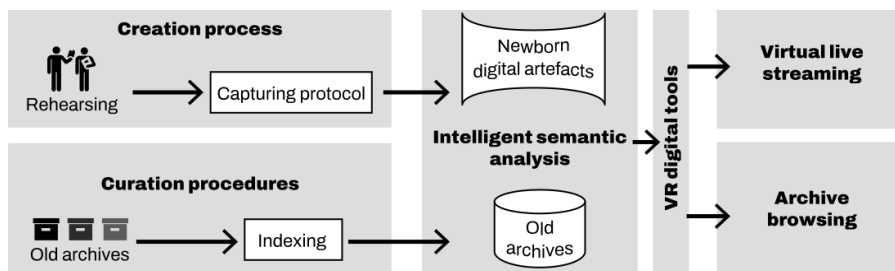 Creation process
Rehearsing
Capturing protocol
Curation procedures
Old archives
Indexing
Newborn
digital artefacts
Intelligent semantic
analysis
Old
archives
VR digital tools
Virtual live
streaming
Archive
browsing